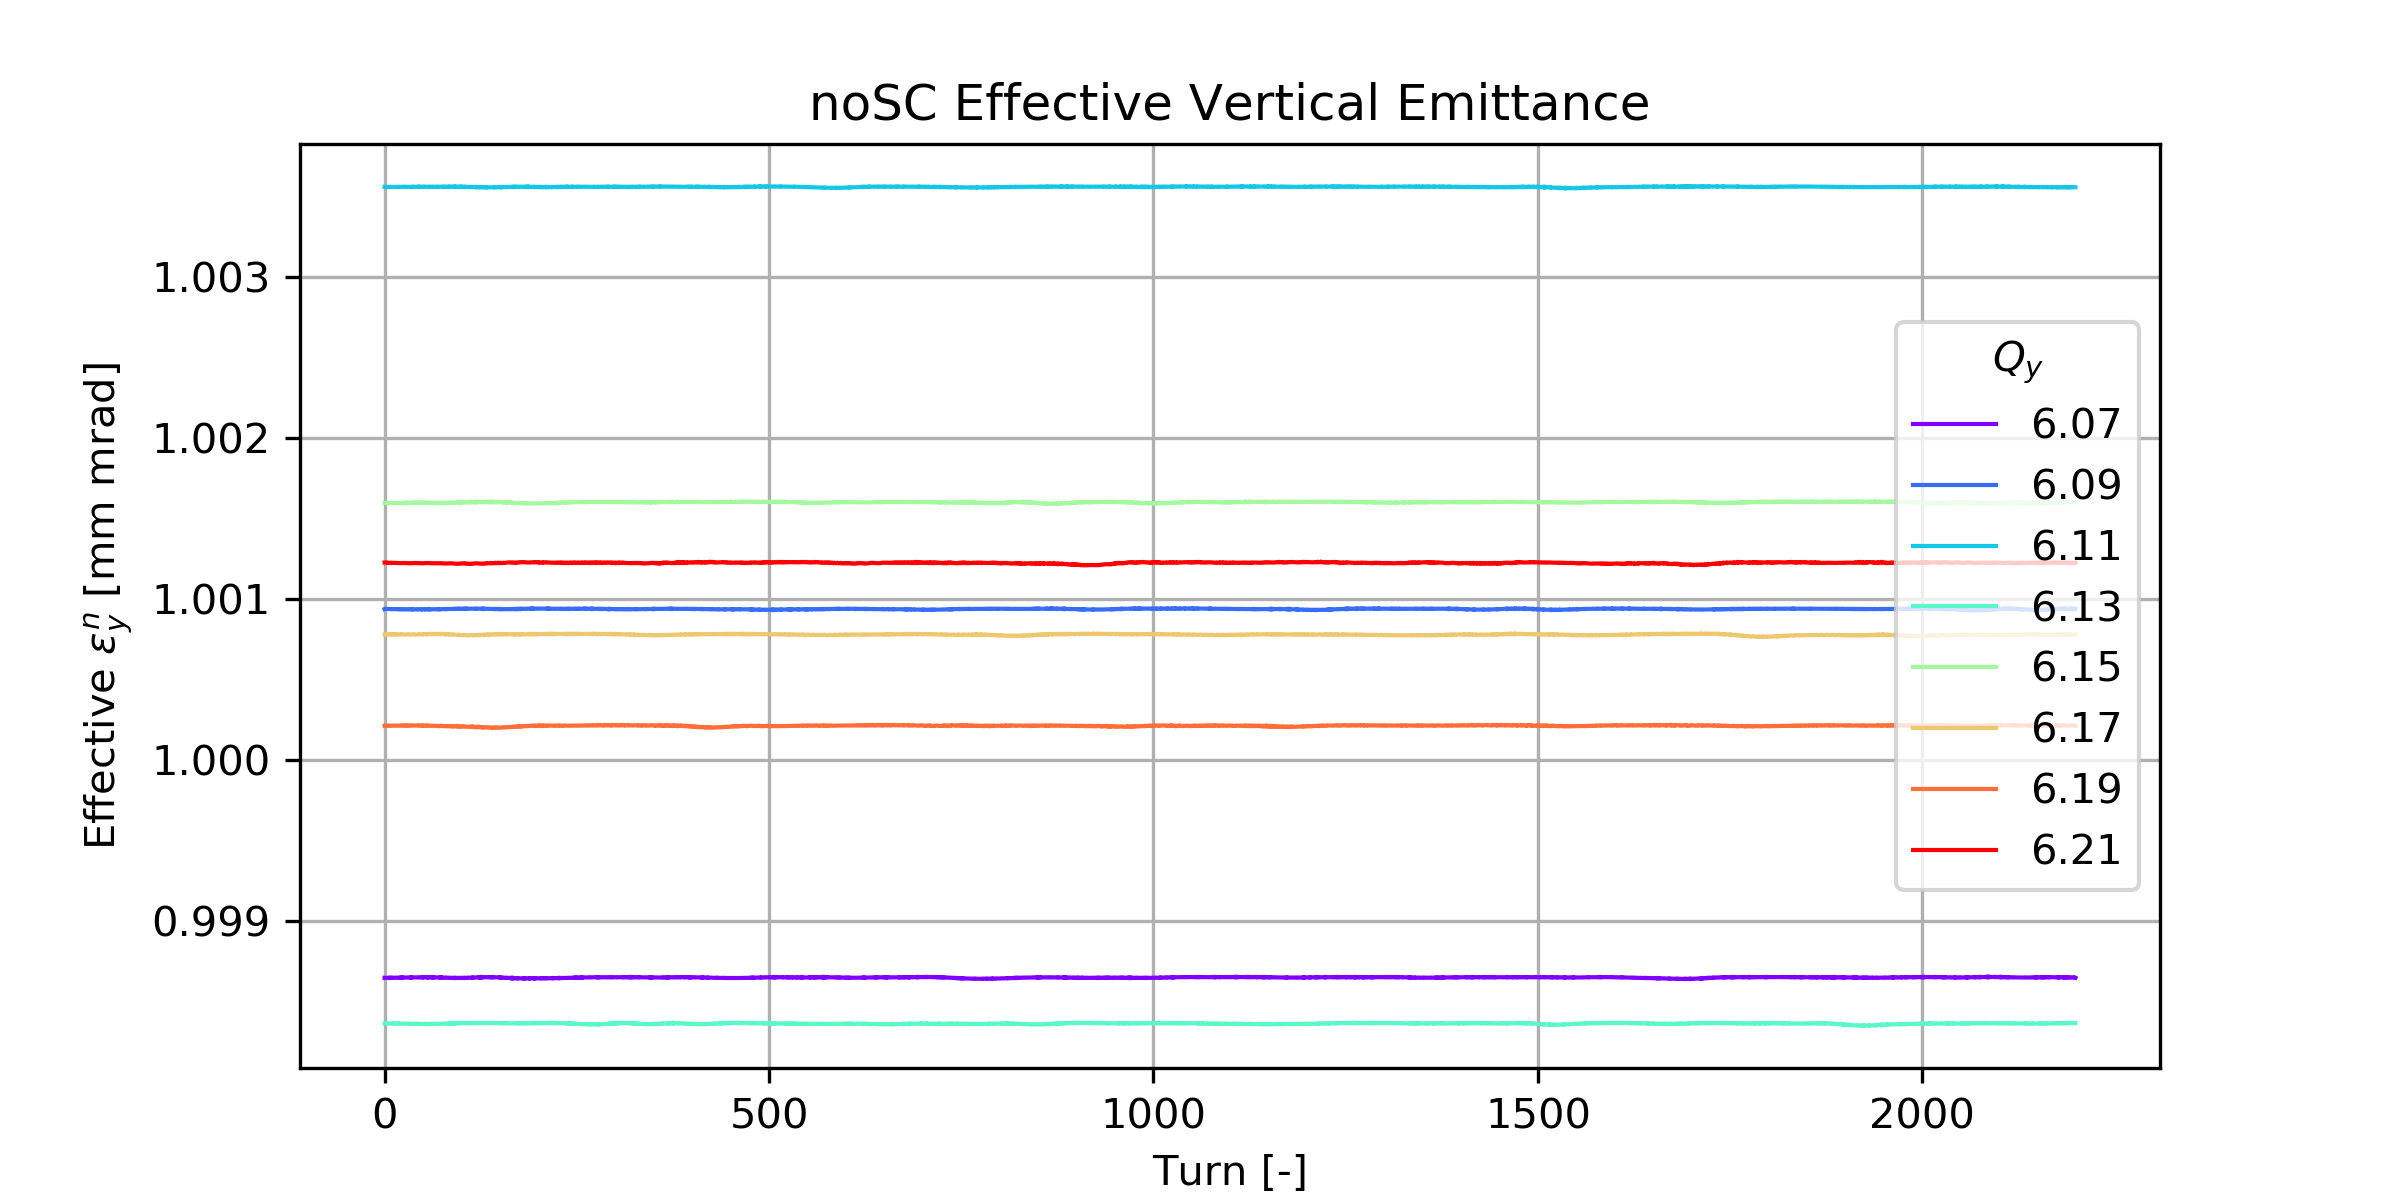 noSC Effective Vertical Emittance
Effective ε_y^n [mm mrad]
1.003
1.002
1.001
1.000
0.999
Q_y
6.07
6.09
6.11
6.13
6.15
6.17
6.19
6.21
0 500 1000 1500 2000
Turn [-]